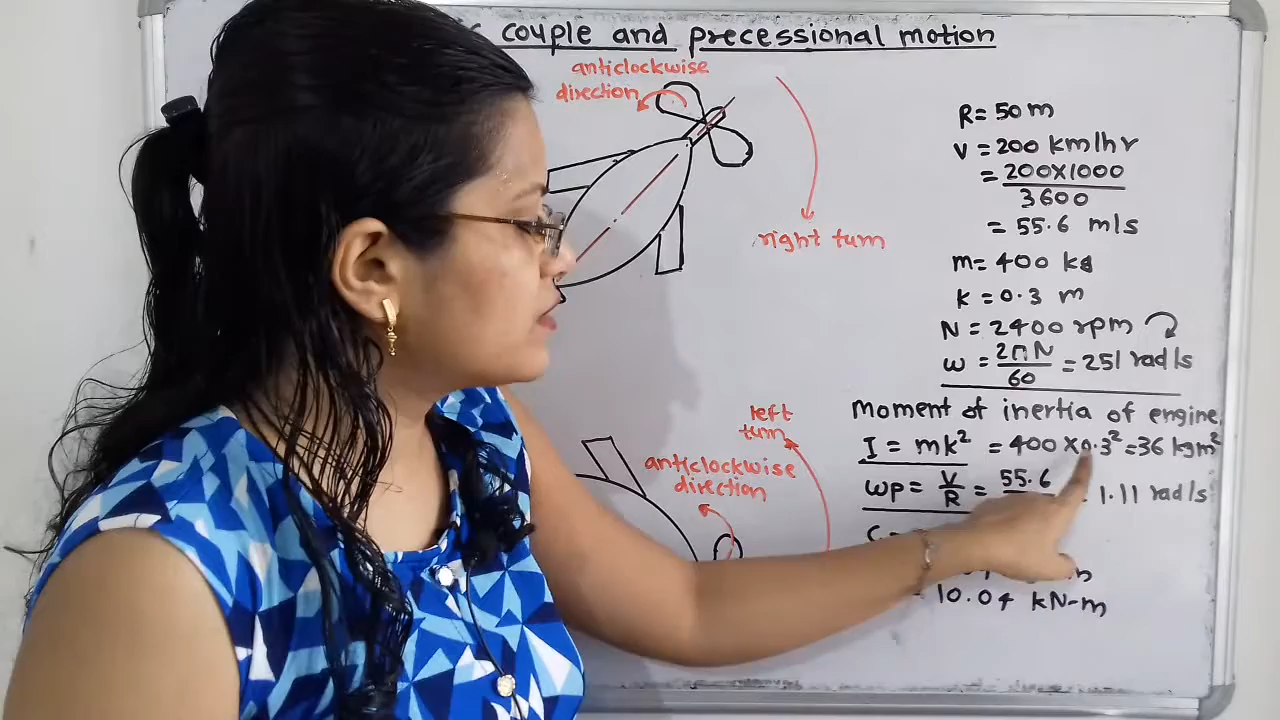 couple and precessional motion
anticlockwise
direction
right turn
left
turn
anticlockwise
direction
R = 50 m
V = 200 km/hr
= 200X1000
3600
= 55.6 m/s
m = 400 kg
k = 0.3 m
N = 2400 rpm
ω = 2πN/60 = 251 rad/s
Moment of inertia of engine,
I = mk² = 400 X 0.3² = 36 kgm²
ωp = V/R = 55.6 = 1.11 rad/s
C =
10.04 kN-m